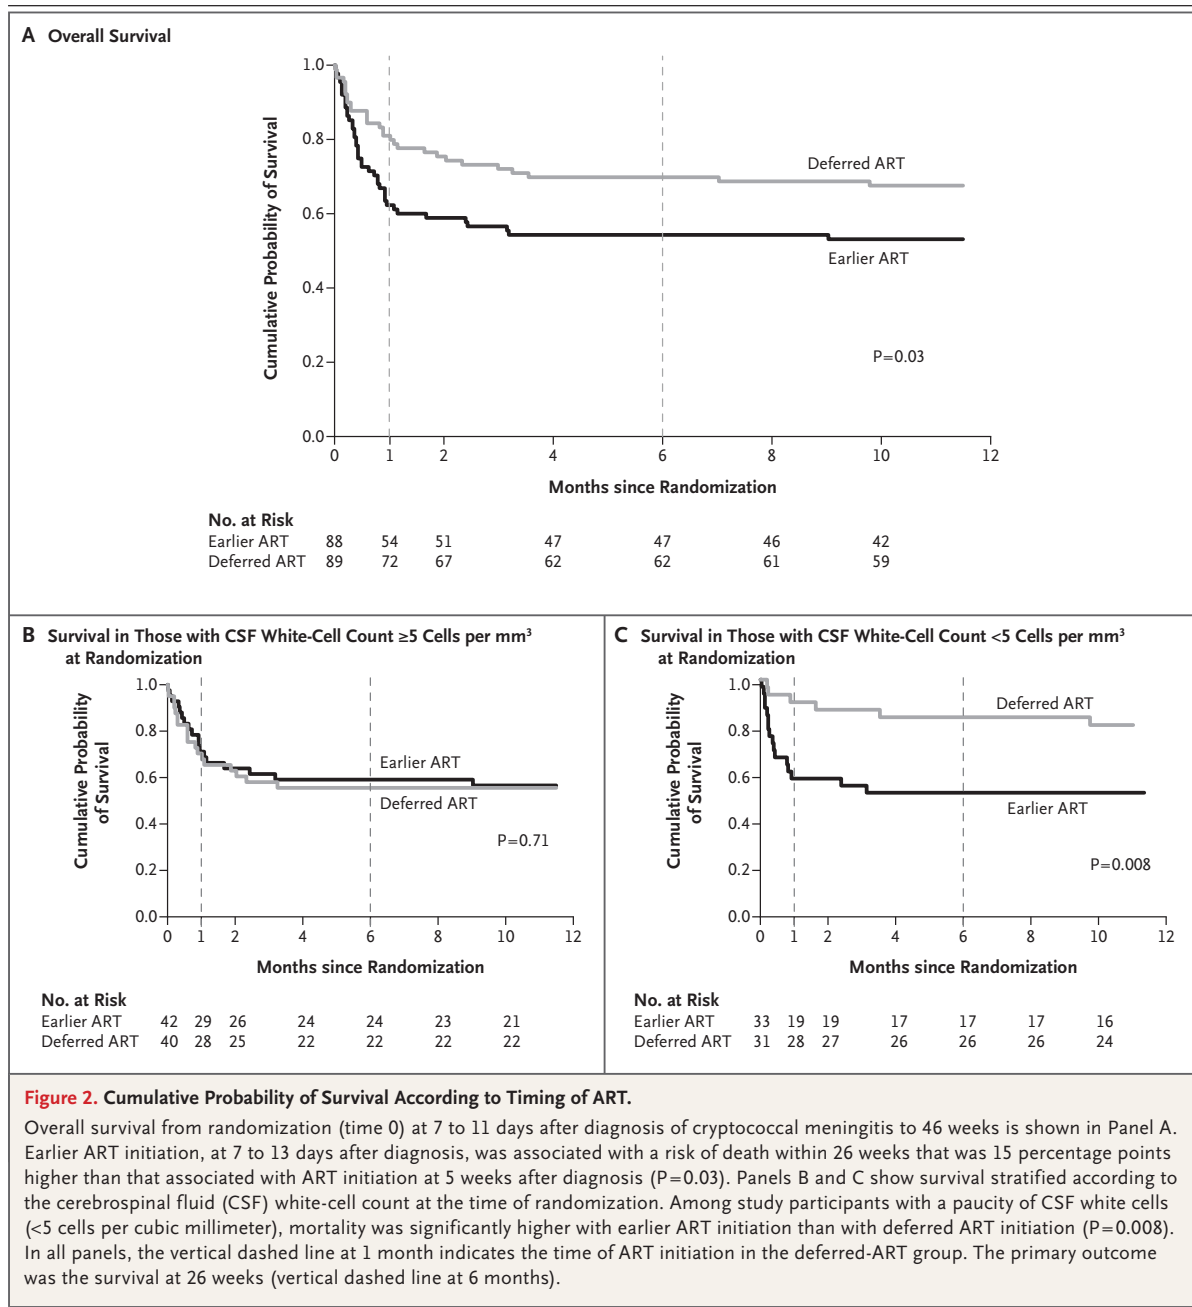 A Overall Survival
Cumulative Probability of Survival
1.0
0.8
0.6
0.4
0.2
0.0
Deferred ART
Earlier ART
P=0.03
0 1 2 4 6 8 10 12
Months since Randomization
No. at Risk
Earlier ART 88 54 51 47 47 46 42
Deferred ART 89 72 67 62 62 61 59
B Survival in Those with CSF White-Cell Count ≥5 Cells per mm³
at Randomization
Cumulative Probability
of Survival
1.0
0.8
0.6
0.4
0.2
0.0
Earlier ART
Deferred ART
P=0.71
0 1 2 4 6 8 10 12
Months since Randomization
No. at Risk
Earlier ART 42 29 26 24 24 23 21
Deferred ART 40 28 25 22 22 22 22
C Survival in Those with CSF White-Cell Count <5 Cells per mm³
at Randomization
Cumulative Probability
of Survival
1.0
0.8
0.6
0.4
0.2
0.0
Deferred ART
Earlier ART
P=0.008
0 1 2 4 6 8 10 12
Months since Randomization
No. at Risk
Earlier ART 33 19 19 17 17 17 16
Deferred ART 31 28 27 26 26 26 24
Figure 2. Cumulative Probability of Survival According to Timing of ART.
Overall survival from randomization (time 0) at 7 to 11 days after diagnosis of cryptococcal meningitis to 46 weeks is shown in Panel A.
Earlier ART initiation, at 7 to 13 days after diagnosis, was associated with a risk of death within 26 weeks that was 15 percentage points
higher than that associated with ART initiation at 5 weeks after diagnosis (P=0.03). Panels B and C show survival stratified according to
the cerebrospinal fluid (CSF) white-cell count at the time of randomization. Among study participants with a paucity of CSF white cells
(<5 cells per cubic millimeter), mortality was significantly higher with earlier ART initiation than with deferred ART initiation (P=0.008).
In all panels, the vertical dashed line at 1 month indicates the time of ART initiation in the deferred-ART group. The primary outcome
was the survival at 26 weeks (vertical dashed line at 6 months).